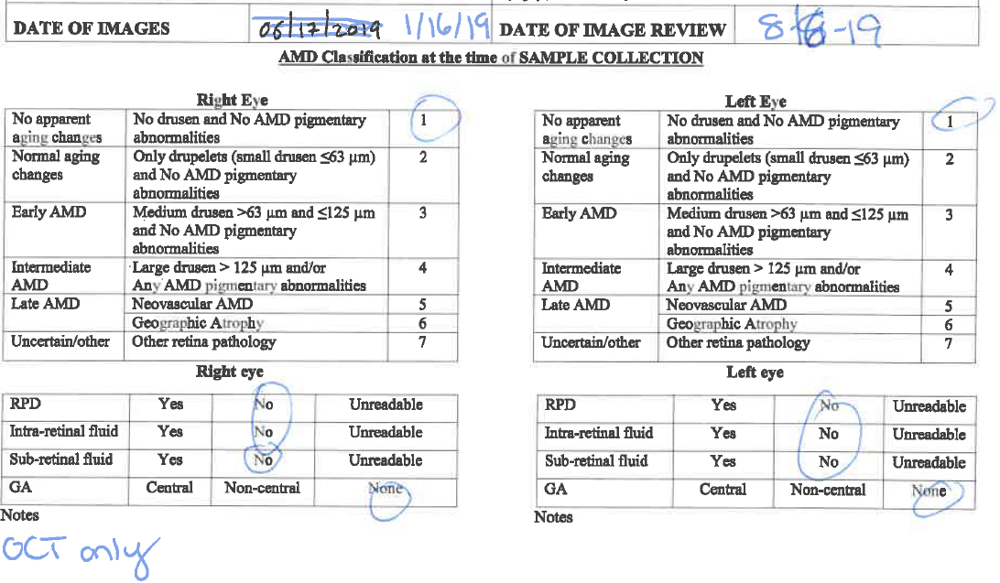 DATE OF IMAGES 06/17/2019 1/16/19 DATE OF IMAGE REVIEW 8-8-19
AMD Classification at the time of SAMPLE COLLECTION
Right Eye
No apparent aging changes No drusen and No AMD pigmentary abnormalities 1
Normal aging changes Only drupelets (small drusen ≤63 µm) and No AMD pigmentary abnormalities 2
Early AMD Medium drusen >63 µm and ≤125 µm and No AMD pigmentary abnormalities 3
Intermediate AMD Large drusen > 125 µm and/or Any AMD pigmentary abnormalities 4
Late AMD Neovascular AMD 5
Geographic Atrophy 6
Uncertain/other Other retina pathology 7
Right eye
RPD Yes No Unreadable
Intra-retinal fluid Yes No Unreadable
Sub-retinal fluid Yes No Unreadable
GA Central Non-central None
Notes
OCT only
Left Eye
No apparent aging changes No drusen and No AMD pigmentary abnormalities 1
Normal aging changes Only drupelets (small drusen ≤63 µm) and No AMD pigmentary abnormalities 2
Early AMD Medium drusen >63 µm and ≤125 µm and No AMD pigmentary abnormalities 3
Intermediate AMD Large drusen > 125 µm and/or Any AMD pigmentary abnormalities 4
Late AMD Neovascular AMD 5
Geographic Atrophy 6
Uncertain/other Other retina pathology 7
Left eye
RPD Yes No Unreadable
Intra-retinal fluid Yes No Unreadable
Sub-retinal fluid Yes No Unreadable
GA Central Non-central None
Notes